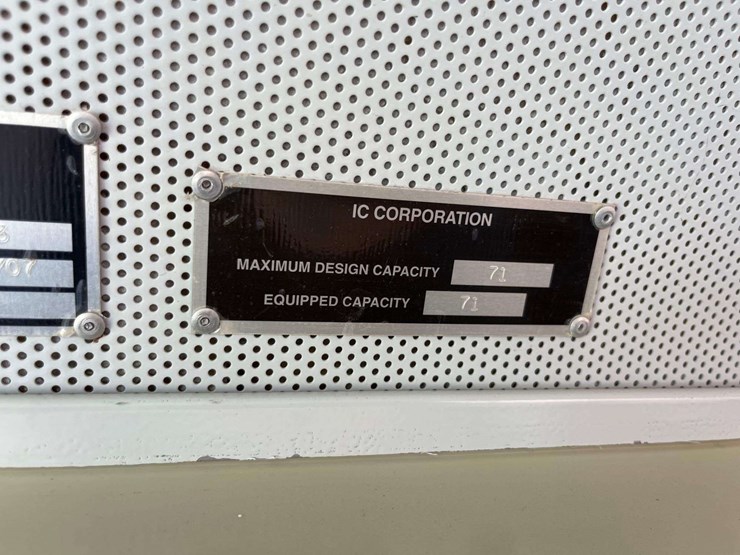 IC CORPORATION
MAXIMUM DESIGN CAPACITY 71
EQUIPPED CAPACITY 71